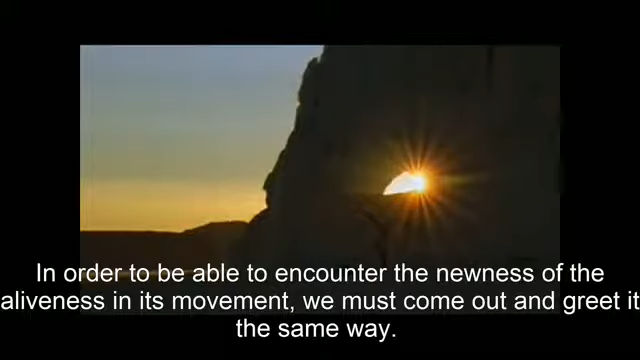 In order to be able to encounter the newness of the
aliveness in its movement, we must come out and greet it
the same way.